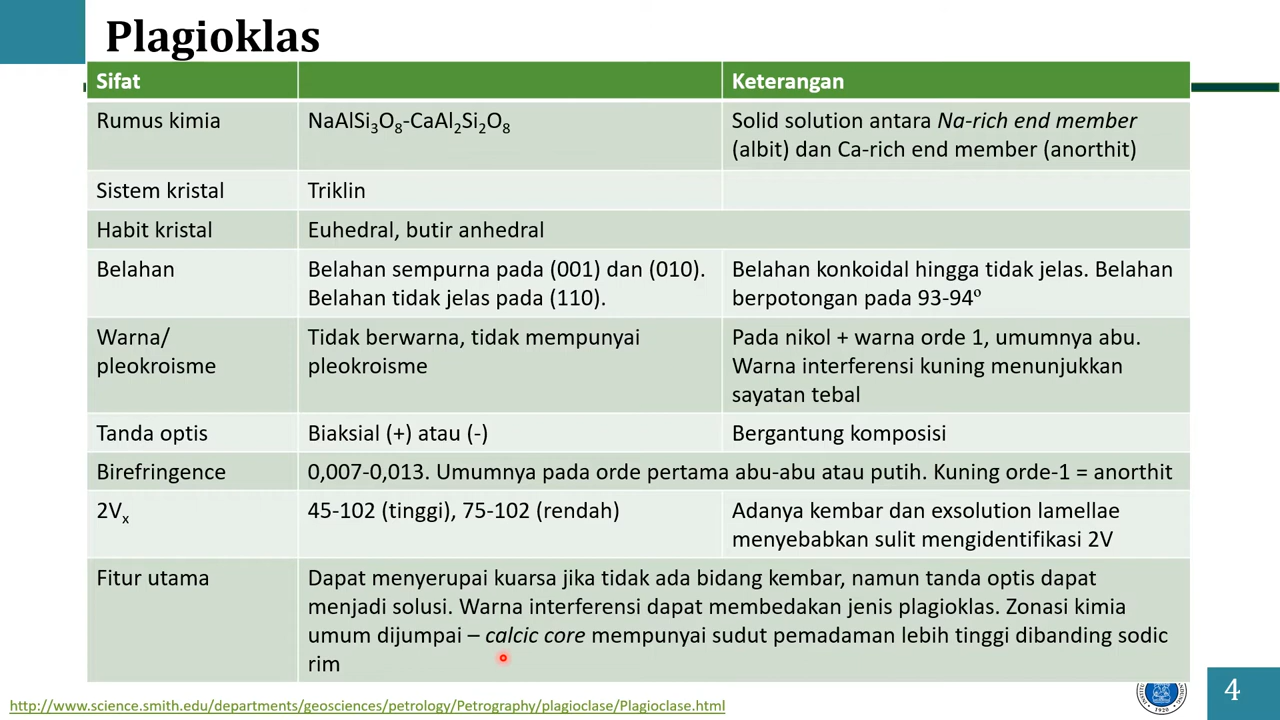 Plagioklas
Sifat
Keterangan
Rumus kimia
NaAlSi₃O₈-CaAl₂Si₂O₈
Solid solution antara Na-rich end member
(albit) dan Ca-rich end member (anorthit)
Sistem kristal
Triklin
Habit kristal
Euhedral, butir anhedral
Belahan
Belahan sempurna pada (001) dan (010).
Belahan tidak jelas pada (110).
Belahan konkoidal hingga tidak jelas. Belahan
berpotongan pada 93-94º
Warna/
pleokroisme
Tidak berwarna, tidak mempunyai
pleokroisme
Pada nikol + warna orde 1, umumnya abu.
Warna interferensi kuning menunjukkan
sayatan tebal
Tanda optis
Biaksial (+) atau (-)
Bergantung komposisi
Birefringence
0,007-0,013. Umumnya pada orde pertama abu-abu atau putih. Kuning orde-1 = anorthit
2Vₓ
45-102 (tinggi), 75-102 (rendah)
Adanya kembar dan exsolution lamellae
menyebabkan sulit mengidentifikasi 2V
Fitur utama
Dapat menyerupai kuarsa jika tidak ada bidang kembar, namun tanda optis dapat
menjadi solusi. Warna interferensi dapat membedakan jenis plagioklas. Zonasi kimia
umum dijumpai – calcic core mempunyai sudut pemadaman lebih tinggi dibanding sodic
rim
http://www.science.smith.edu/departments/geosciences/petrology/Petrography/plagioclase/Plagioclase.html
1920
4